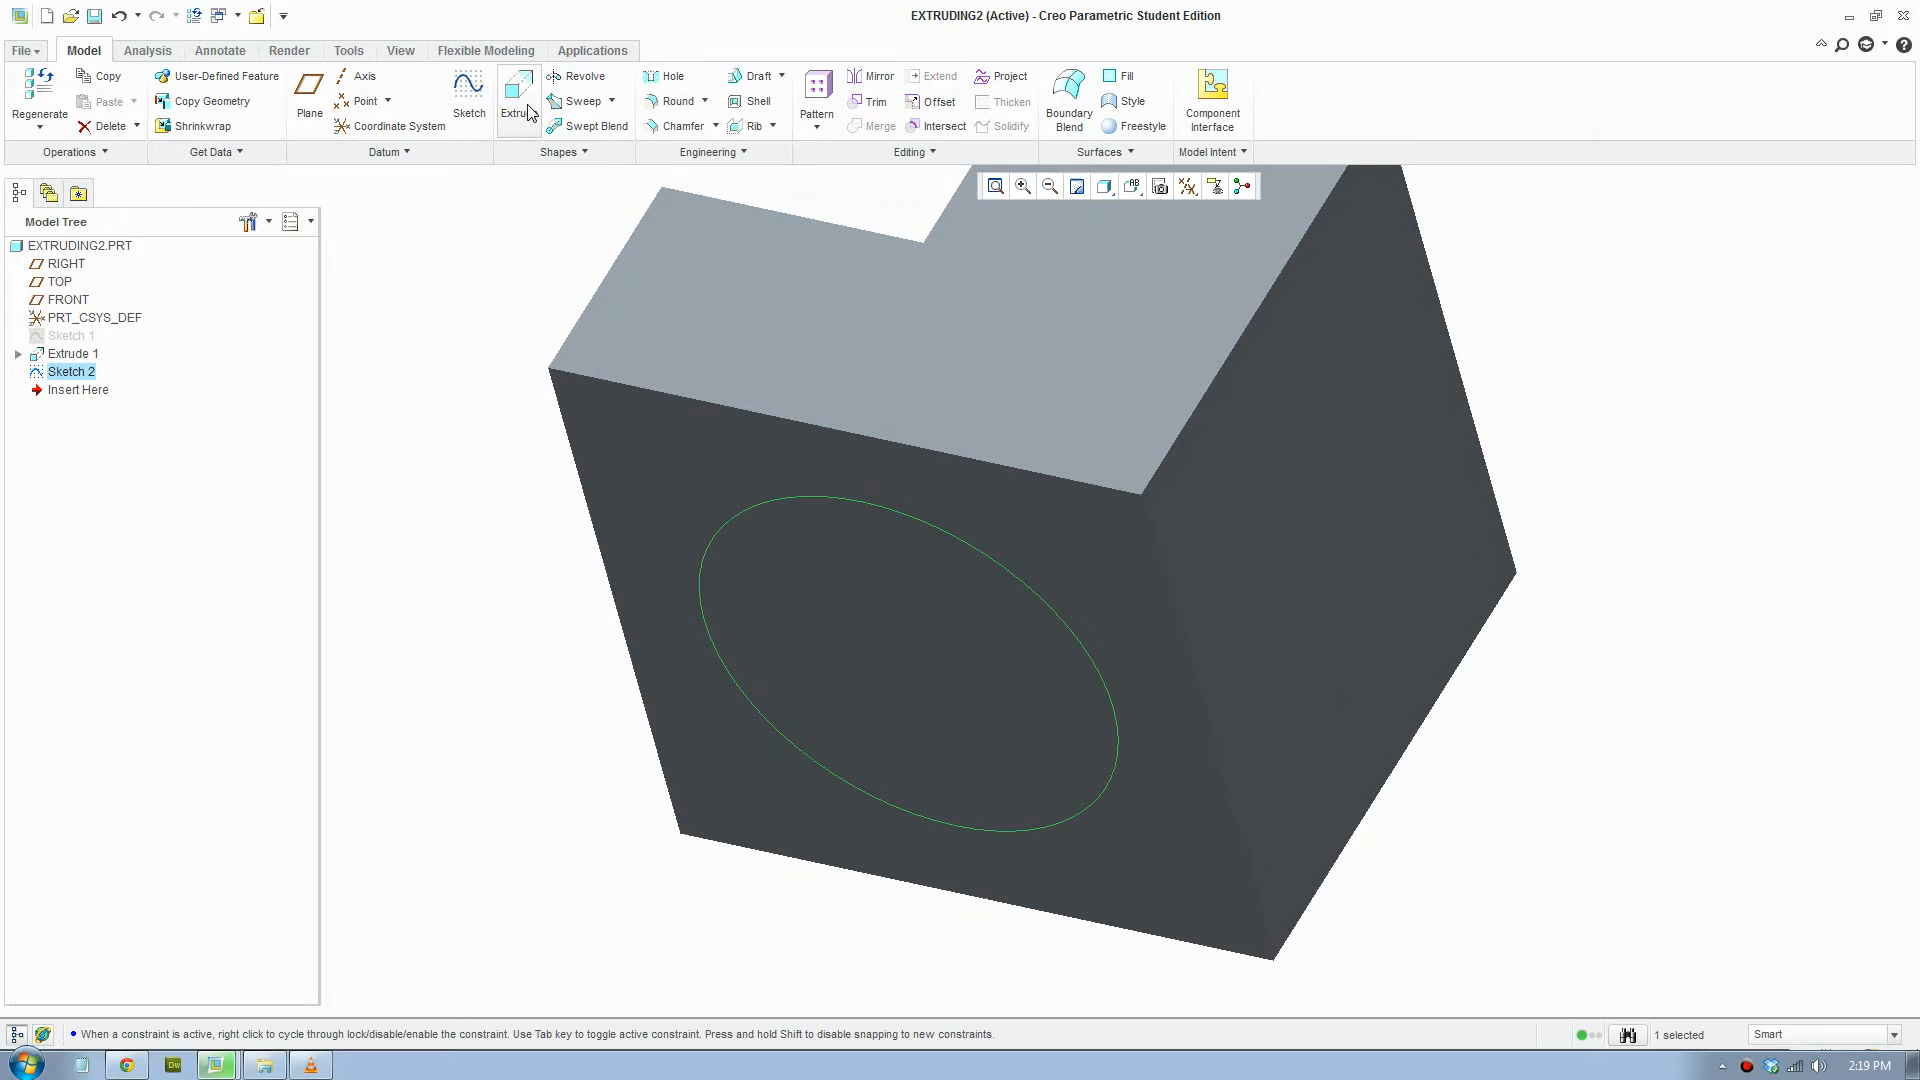 EXTRUDING2 (Active) - Creo Parametric Student Edition
File Model Analysis Annotate Render Tools View Flexible Modeling Applications
Regenerate
Copy
Paste
Delete
Operations
User-Defined Feature
Copy Geometry
Shrinkwrap
Get Data
Plane
Axis
Point
Coordinate System
Sketch
Datum
Extrude
Revolve
Sweep
Swept Blend
Shapes
Hole
Round
Chamfer
Draft
Shell
Rib
Engineering
Pattern
Mirror
Trim
Merge
Extend
Offset
Intersect
Project
Thicken
Solidify
Editing
Boundary
Blend
Fill
Style
Freestyle
Surfaces
Component
Interface
Model Intent
Model Tree
EXTRUDING2.PRT
RIGHT
TOP
FRONT
PRT_CSYS_DEF
Sketch 1
Extrude 1
Sketch 2
Insert Here
When a constraint is active, right click to cycle through lock/disable/enable the constraint. Use Tab key to toggle active constraint. Press and hold Shift to disable snapping to new constraints.
1 selected
Smart
Dw
2:19 PM